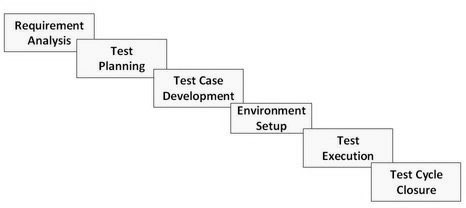 Requirement
Analysis
Test
Planning
Test Case
Development
Environment
Setup
Test
Execution
Test Cycle
Closure